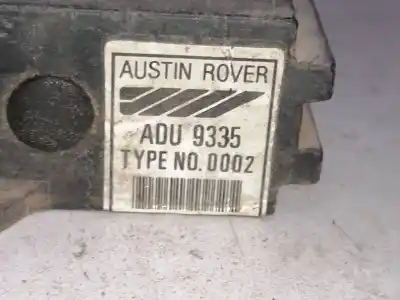 AUSTIN ROVER
ADU 9335
TYPE NO. 0002